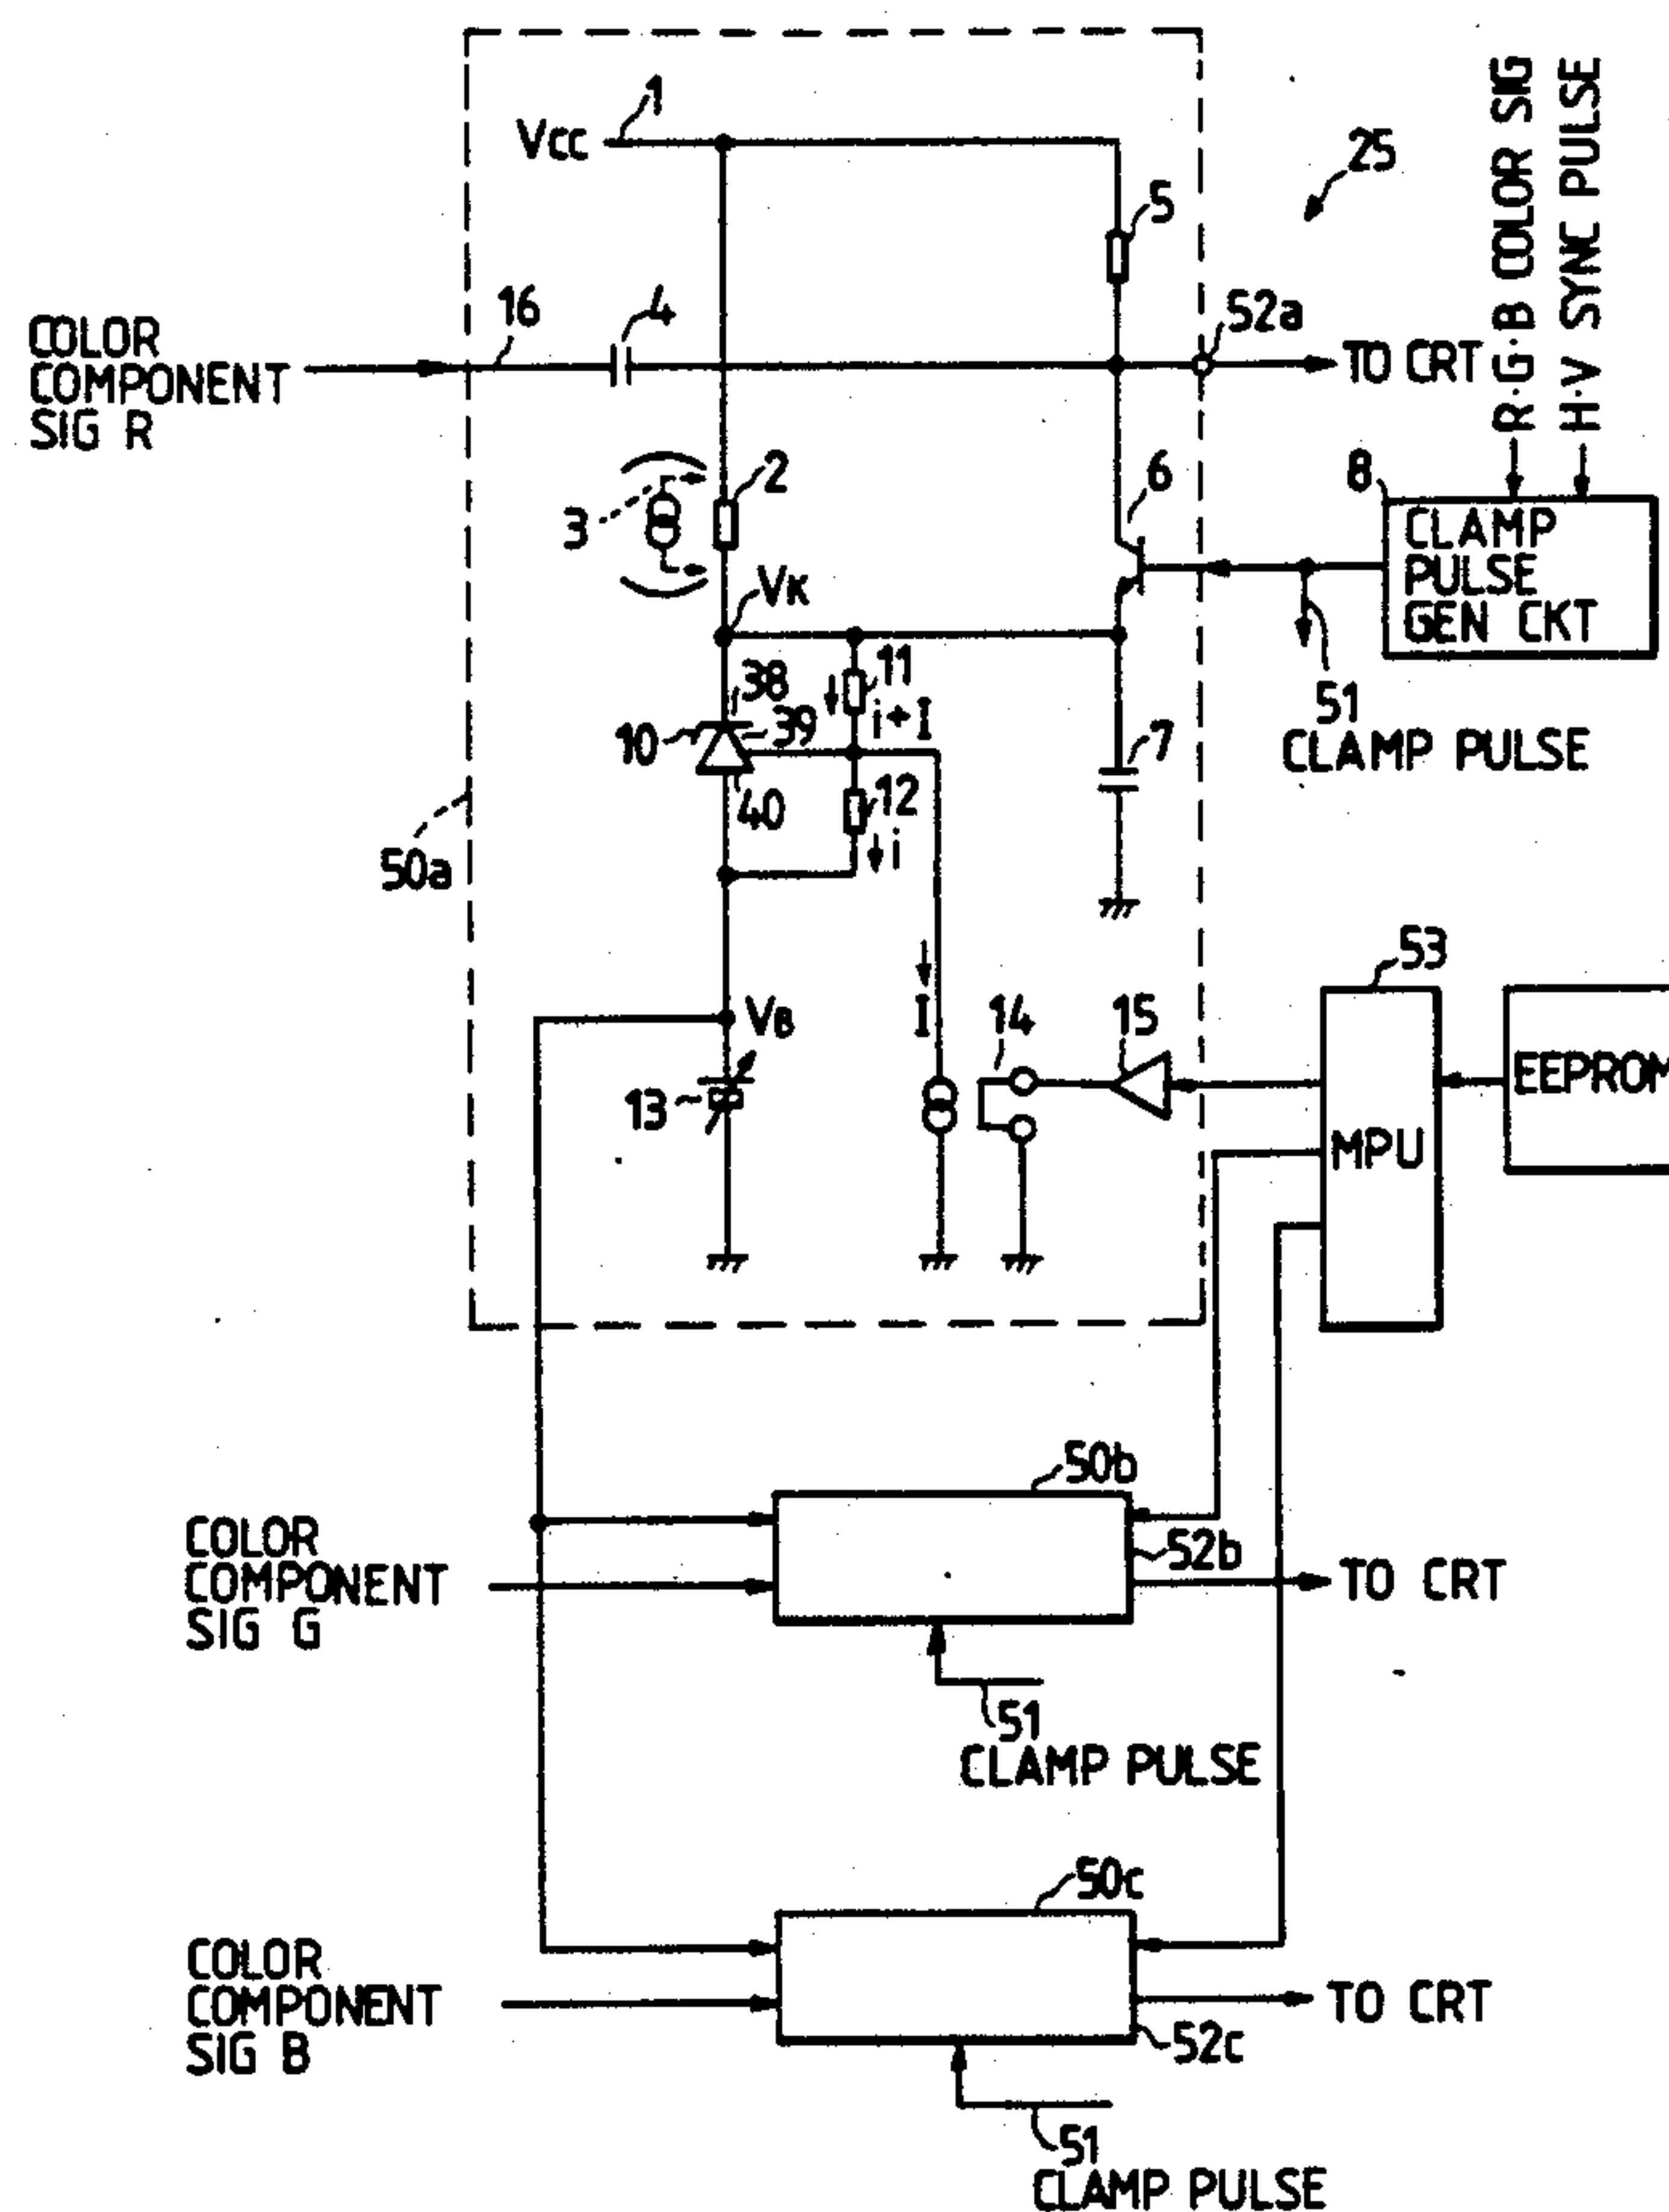 1
VCC
25
R·G·B COLOR SIG
H·V SYNC PULSE
5
16
4
52a
COLOR
COMPONENT
SIG R
TO CRT
3
2
6
8
CLAMP
PULSE
GEN CKT
VK
38
11
10
39
i+I
7
51
CLAMP PULSE
40
12
i
50a
53
VB
I
14
15
13
MPU
EEPROM
50b
COLOR
COMPONENT
SIG G
52b
TO CRT
51
CLAMP PULSE
50c
COLOR
COMPONENT
SIG B
TO CRT
52c
51
CLAMP PULSE